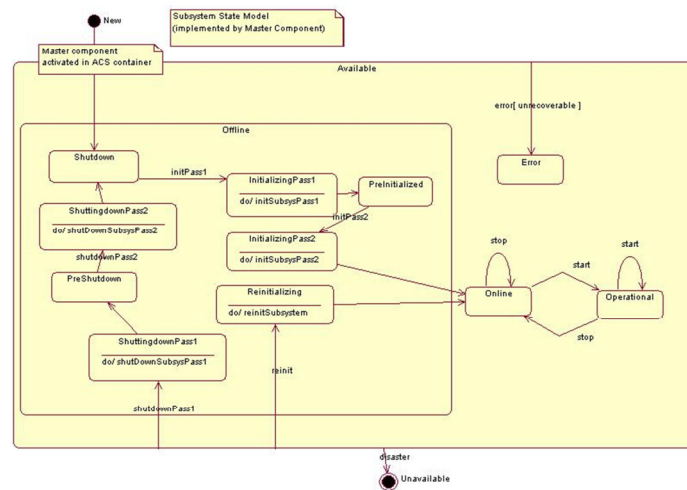 New
Subsystem State Model
(implemented by Master Component)
Master component
activated in ACS container
Available
error[ unrecoverable ]
Offline
Shutdown
initPass1
InitializingPass1
do/ initSubsysPass1
PreInitialized
Error
initPass2
ShuttingdownPass2
do/ shutDownSubsysPass2
InitializingPass2
do/ initSubsysPass2
shutdownPass2
PreShutdown
Reinitializing
do/ reinitSubsystem
stop
Online
start
start
Operational
stop
ShuttingdownPass1
do/ shutDownSubsysPass1
reinit
shutdownPass1
disaster
Unavailable